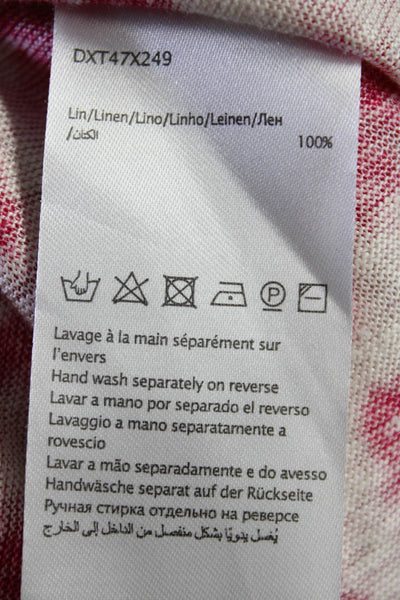 DXT47X249
Lin/Linen/Lino/Linho/Leinen/Лен
/الكتان
100%
P
Lavage à la main séparément sur
l'envers
Hand wash separately on reverse
Lavar a mano por separado el reverso
Lavaggio a mano separatamente a
rovescio
Lavar a mão separadamente e do avesso
Handwäsche separat auf der Rückseite
Ручная стирка отдельно на реверсе
يُغسل يدويًا بشكل منفصل من الداخل إلى الخارج